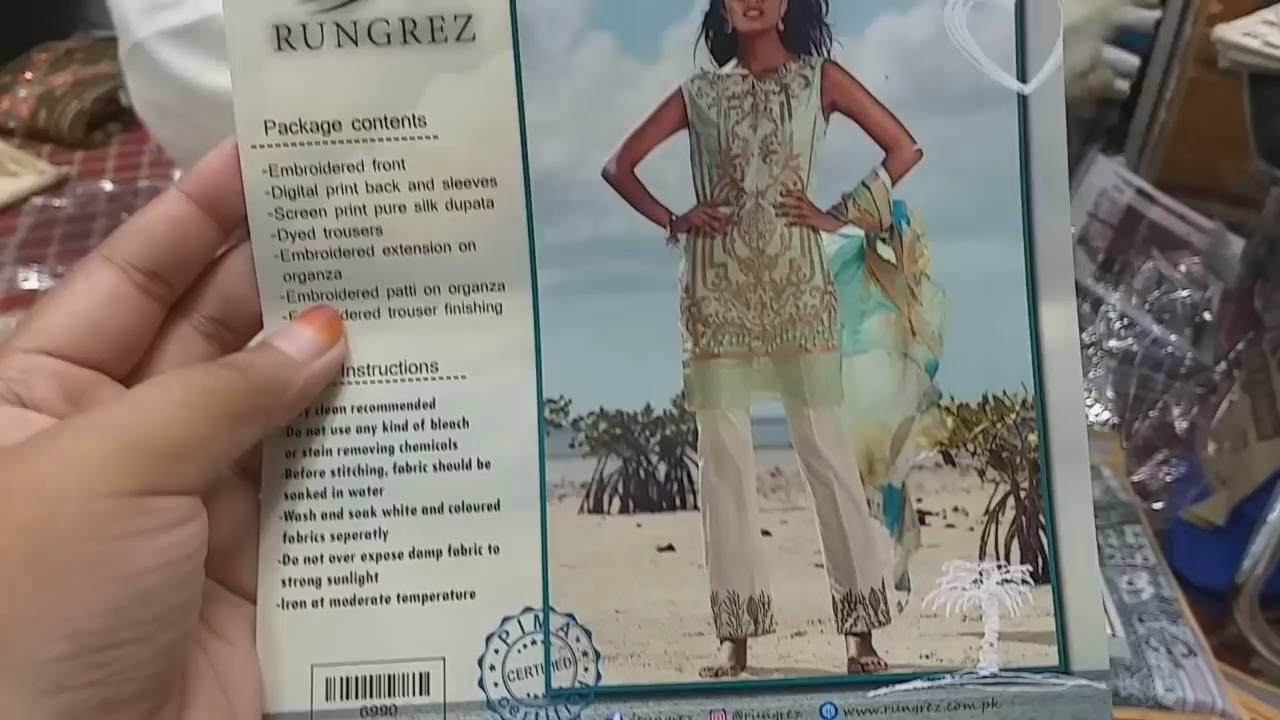 RUNGREZ
Package contents
-Embroidered front
-Digital print back and sleeves
-Screen print pure silk dupata
-Dyed trousers
-Embroidered extension on
organza
-Embroidered patti on organza
trouser finishing
Instructions
clean recommended
-Do not use any kind of bleach
or stain removing chemicals
-Before stitching, fabric should be
soaked in water
-Wash and soak white and coloured
fabrics seperatly
-Do not over expose damp fabric to
strong sunlight
-Iron at moderate temperature
PIMA
CERTIFIED
6990
@rungrez
www.rungrez.com.pk